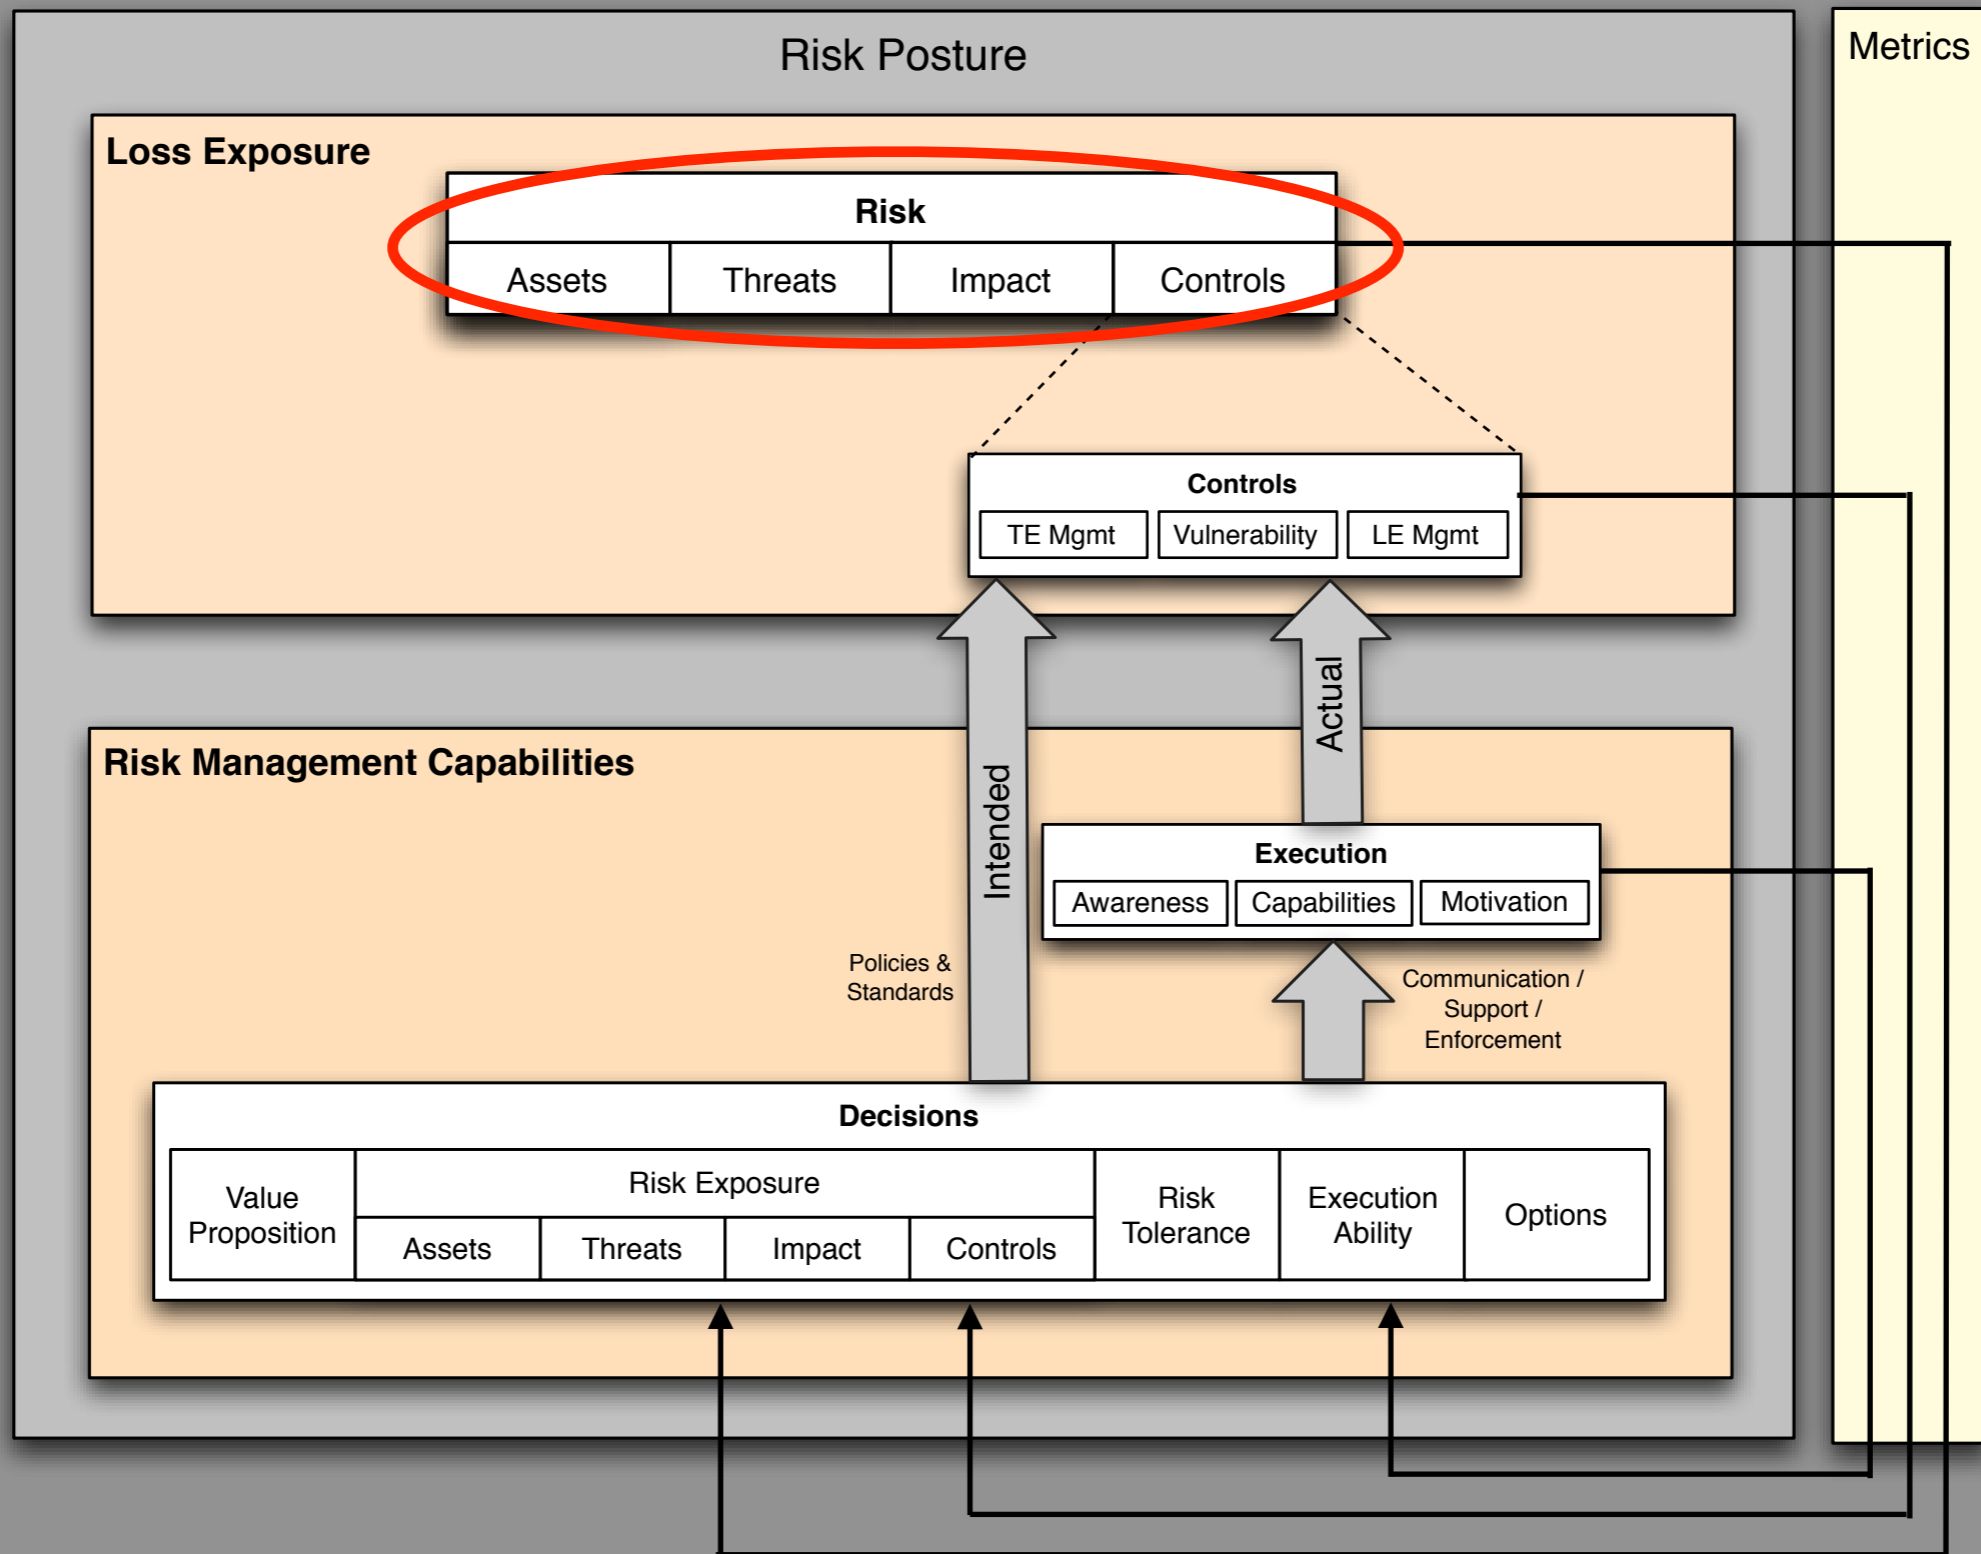 Risk Posture
Metrics
Loss Exposure
Risk
Assets
Threats
Impact
Controls
Controls
TE Mgmt
Vulnerability
LE Mgmt
Intended
Actual
Risk Management Capabilities
Execution
Awareness
Capabilities
Motivation
Policies &
Standards
Communication /
Support /
Enforcement
Decisions
Value
Proposition
Risk Exposure
Assets
Threats
Impact
Controls
Risk
Tolerance
Execution
Ability
Options